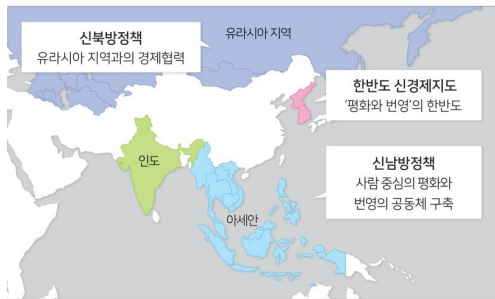 신북방정책
유라시아 지역과의 경제협력
유라시아 지역
한반도 신경제지도
‘평화와 번영’의 한반도
인도
신남방정책
사람 중심의 평화와
번영의 공동체 구축
아세안